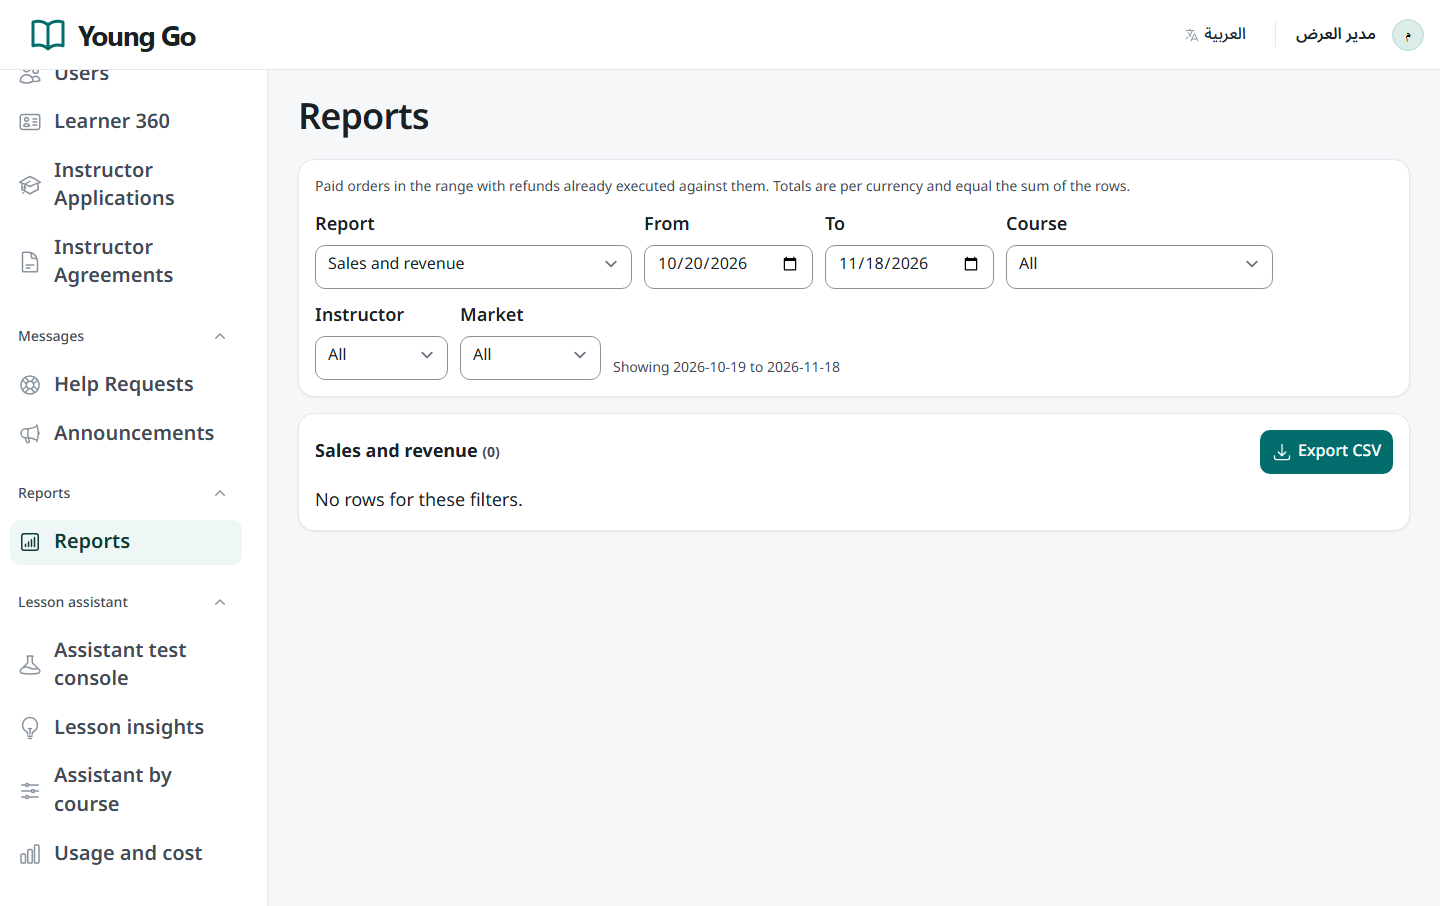 Young Go
العربية
مدير العرض
م
Users
Learner 360
Instructor
Applications
Instructor
Agreements
Messages
Help Requests
Announcements
Reports
Reports
Lesson assistant
Assistant test
console
Lesson insights
Assistant by
course
Usage and cost
Reports
Paid orders in the range with refunds already executed against them. Totals are per currency and equal the sum of the rows.
Report
From
To
Course
Sales and revenue
10/20/2026
11/18/2026
All
Instructor
Market
All
All
Showing 2026-10-19 to 2026-11-18
Sales and revenue (0)
Export CSV
No rows for these filters.